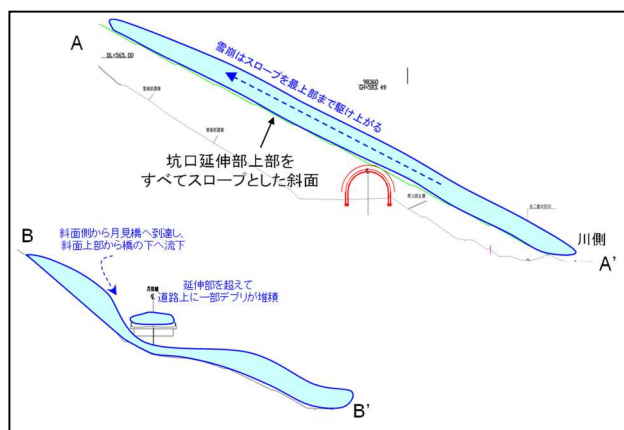 A
DL=565.00
98360
GH=583.49
雪崩はスロープを最上部まで駆け上がる
坑口延伸部上部を
すべてスロープとした斜面
川側
A'
B
斜面側から月見橋へ到達し、
斜面上部から橋の下へ流下
月見橋
延伸部を超えて
道路上に一部デブリが堆積
B'